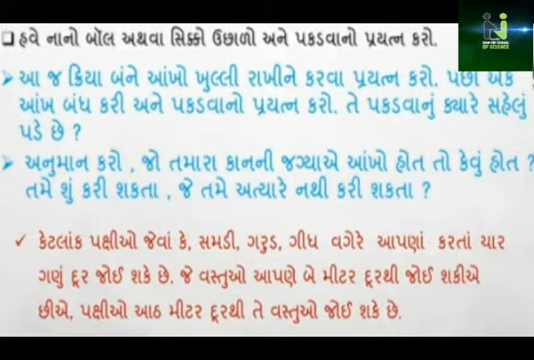 ❑ હવે નાનો બૉલ અથવા સિક્કો ઉછાળો અને પકડવાનો પ્રયત્ન કરો.
➢ આ જ ક્રિયા બંને આંખો ખુલ્લી રાખીને કરવા પ્રયત્ન કરો. પછી એક
આંખ બંધ કરી અને પકડવાનો પ્રયત્ન કરો. તે પકડવાનું ક્યારે સહેલું
પડે છે ?
➢ અનુમાન કરો , જો તમારા કાનની જગ્યાએ આંખો હોત તો કેવું હોત ?
તમે શું કરી શકતા , જે તમે અત્યારે નથી કરી શકતા ?
✓ કેટલાંક પક્ષીઓ જેવાં કે, સમડી, ગરુડ, ગીધ વગેરે આપણાં કરતાં ચાર
ગણું દૂર જોઈ શકે છે. જે વસ્તુઓ આપણે બે મીટર દૂરથી જોઈ શકીએ
છીએ, પક્ષીઓ આઠ મીટર દૂરથી તે વસ્તુઓ જોઈ શકે છે.
OF SCIENCE